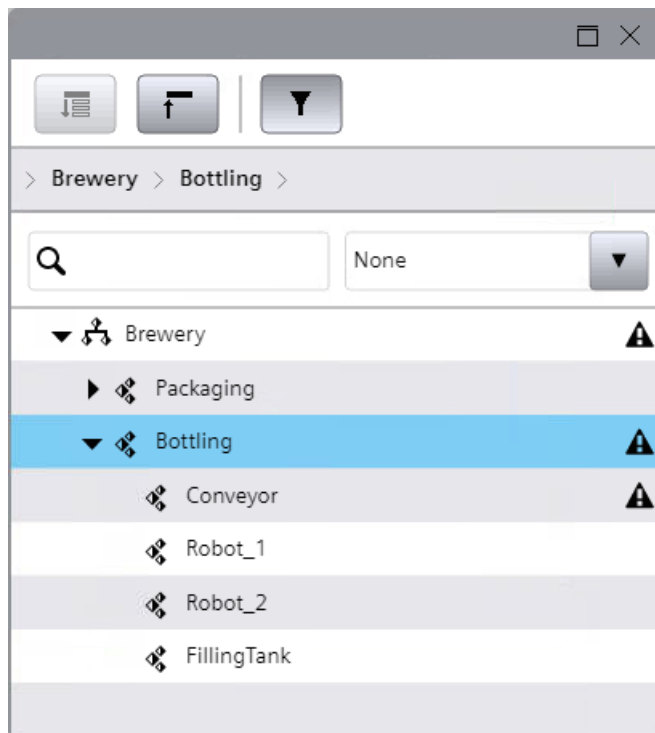 Brewery Bottling
None
Brewery
Packaging
Bottling
Conveyor
Robot_1
Robot_2
FillingTank